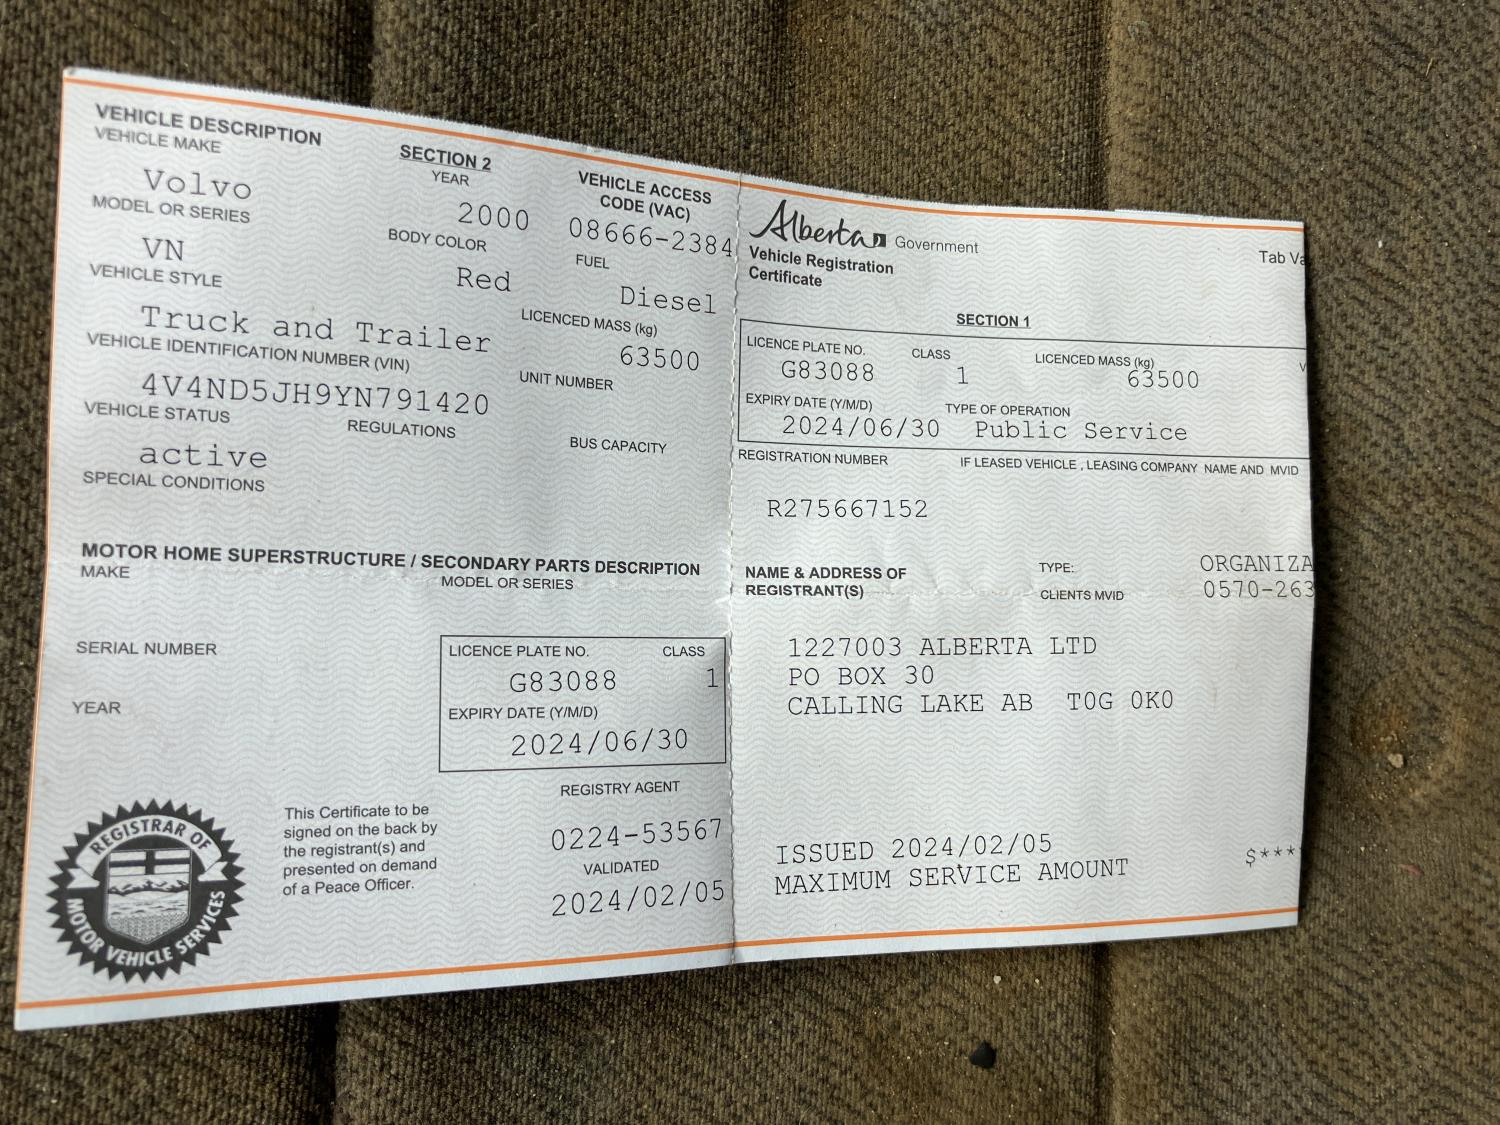 VEHICLE DESCRIPTION
VEHICLE MAKE
Volvo
MODEL OR SERIES
VN
VEHICLE STYLE
Truck and Trailer
VEHICLE IDENTIFICATION NUMBER (VIN)
4V4ND5JH9YN791420
VEHICLE STATUS
active
REGULATIONS
SPECIAL CONDITIONS
SECTION 2
YEAR
2000
BODY COLOR
Red
VEHICLE ACCESS
CODE (VAC)
08666-2384
FUEL
Diesel
LICENCED MASS (kg)
63500
UNIT NUMBER
BUS CAPACITY
MOTOR HOME SUPERSTRUCTURE / SECONDARY PARTS DESCRIPTION
MAKE
MODEL OR SERIES
SERIAL NUMBER
YEAR
LICENCE PLATE NO. CLASS
G83088 1
EXPIRY DATE (Y/M/D)
2024/06/30
REGISTRY AGENT
0224-53567
VALIDATED
2024/02/05
This Certificate to be
signed on the back by
the registrant(s) and
presented on demand
of a Peace Officer.
REGISTRAR OF
MOTOR VEHICLE SERVICES
Alberta Government
Vehicle Registration
Certificate
Tab Va
SECTION 1
LICENCE PLATE NO. CLASS LICENCED MASS (kg)
G83088 1 63500
EXPIRY DATE (Y/M/D) TYPE OF OPERATION
2024/06/30 Public Service
REGISTRATION NUMBER IF LEASED VEHICLE , LEASING COMPANY NAME AND MVID
R275667152
NAME & ADDRESS OF
REGISTRANT(S)
TYPE: ORGANIZA
CLIENTS MVID 0570-263
1227003 ALBERTA LTD
PO BOX 30
CALLING LAKE AB T0G 0K0
ISSUED 2024/02/05
MAXIMUM SERVICE AMOUNT $****